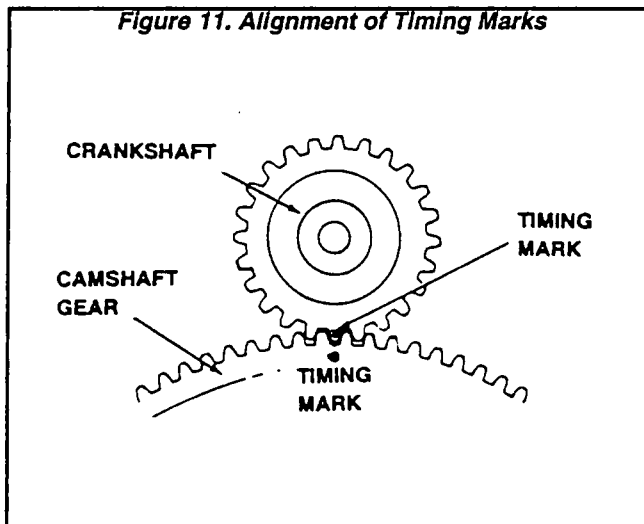 Figure 11. Alignment of Timing Marks
CRANKSHAFT
TIMING
MARK
CAMSHAFT
GEAR
TIMING
MARK